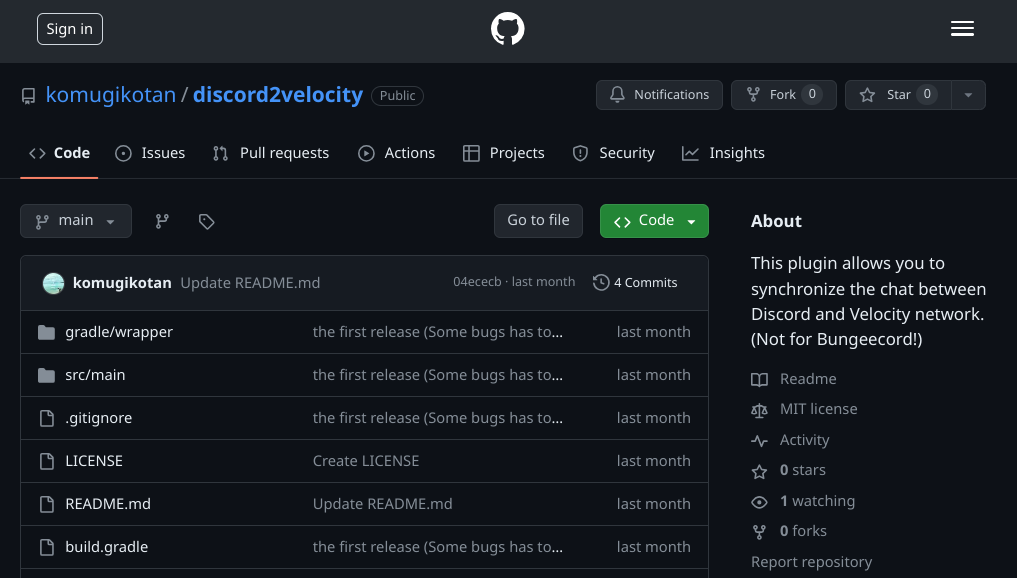 Sign in
komugikotan / discord2velocity Public
Notifications Fork 0 Star 0
Code Issues Pull requests Actions Projects Security Insights
main Go to file Code
komugikotan Update README.md 04ececb · last month 4 Commits
gradle/wrapper the first release (Some bugs has to... last month
src/main the first release (Some bugs has to... last month
.gitignore the first release (Some bugs has to... last month
LICENSE Create LICENSE last month
README.md Update README.md last month
build.gradle the first release (Some bugs has to... last month
About
This plugin allows you to
synchronize the chat between
Discord and Velocity network.
(Not for Bungeecord!)
Readme
MIT license
Activity
0 stars
1 watching
0 forks
Report repository